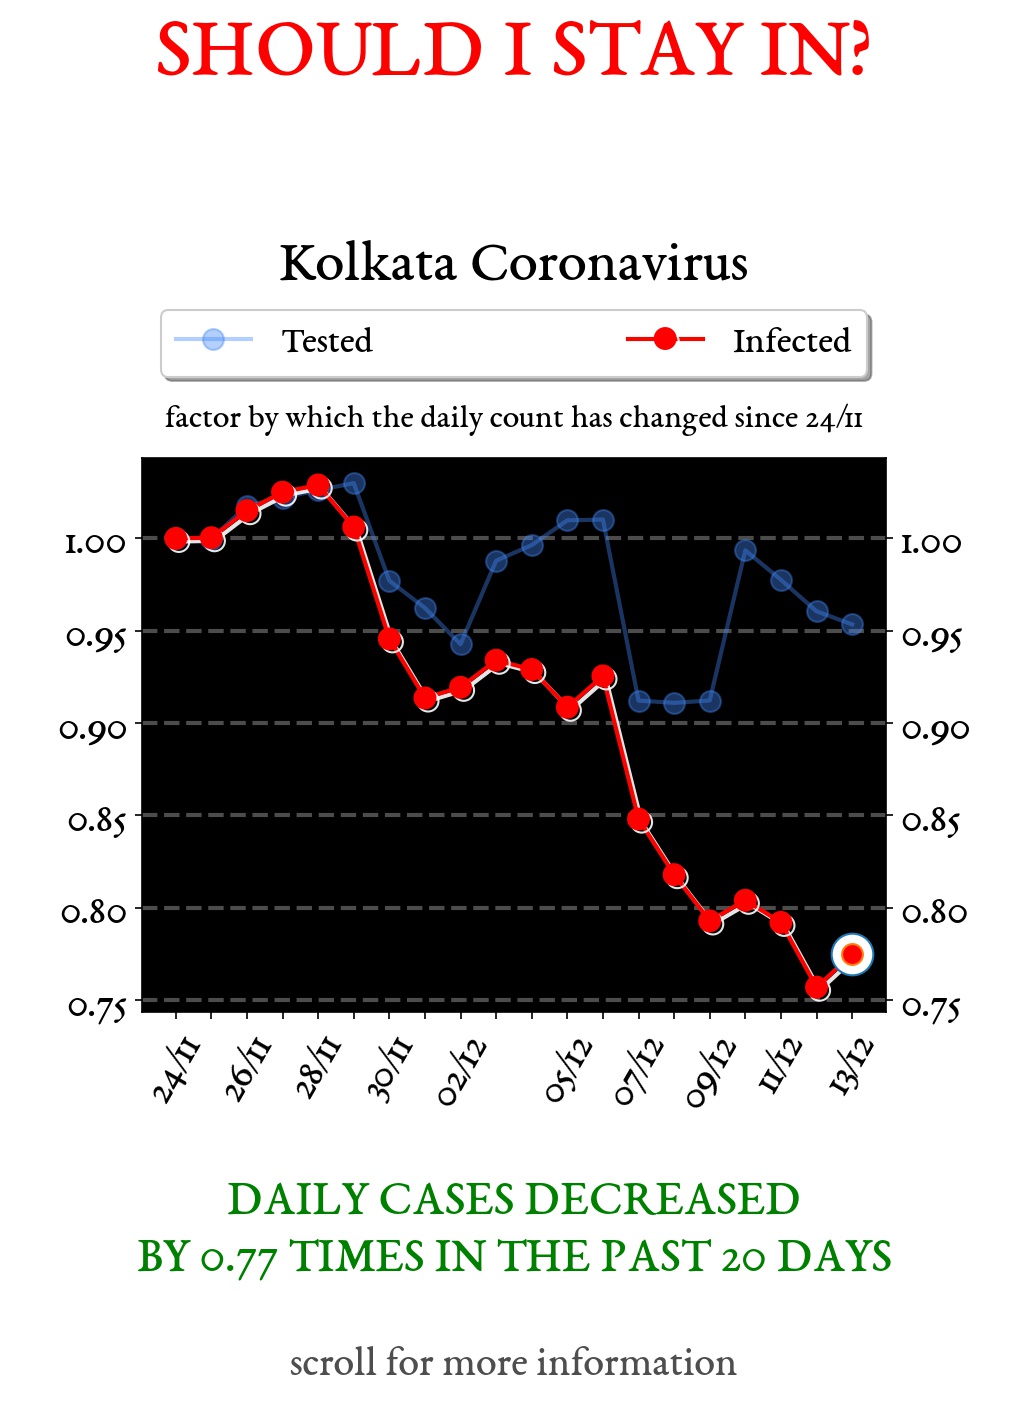 SHOULD I STAY IN?
Kolkata Coronavirus
Tested Infected
factor by which the daily count has changed since 24/11
1.00 1.00
0.95 0.95
0.90 0.90
0.85 0.85
0.80 0.80
0.75 0.75
24/11 26/11 28/11 30/11 02/12 05/12 07/12 09/12 11/12 13/12
DAILY CASES DECREASED
BY 0.77 TIMES IN THE PAST 20 DAYS
scroll for more information